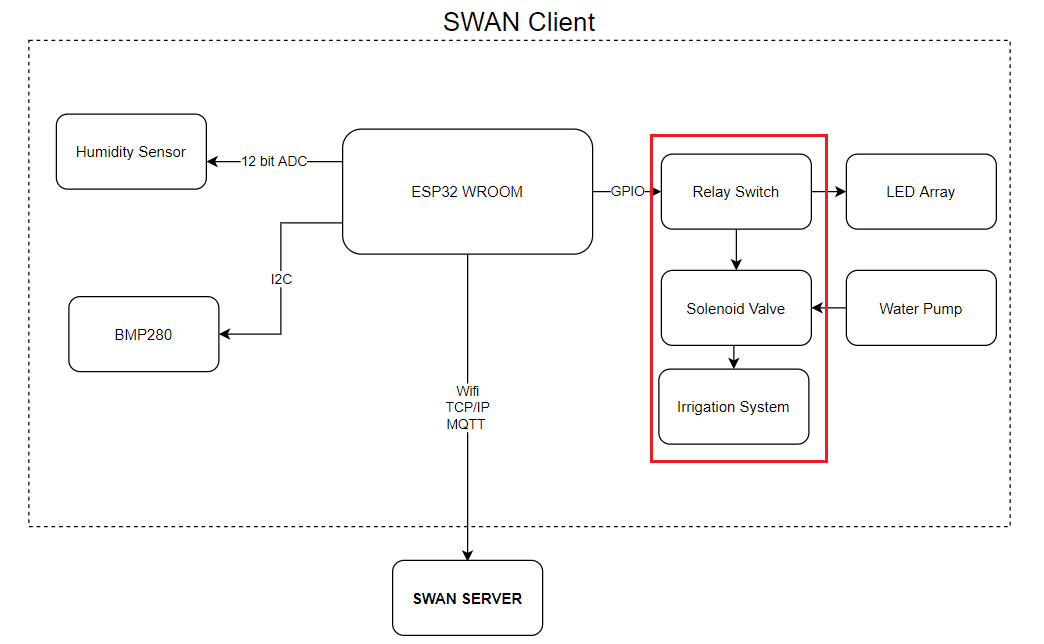 SWAN Client
Humidity Sensor
12 bit ADC
ESP32 WROOM
GPIO
Relay Switch
LED Array
I2C
BMP280
Solenoid Valve
Water Pump
Irrigation System
Wifi
TCP/IP
MQTT
SWAN SERVER